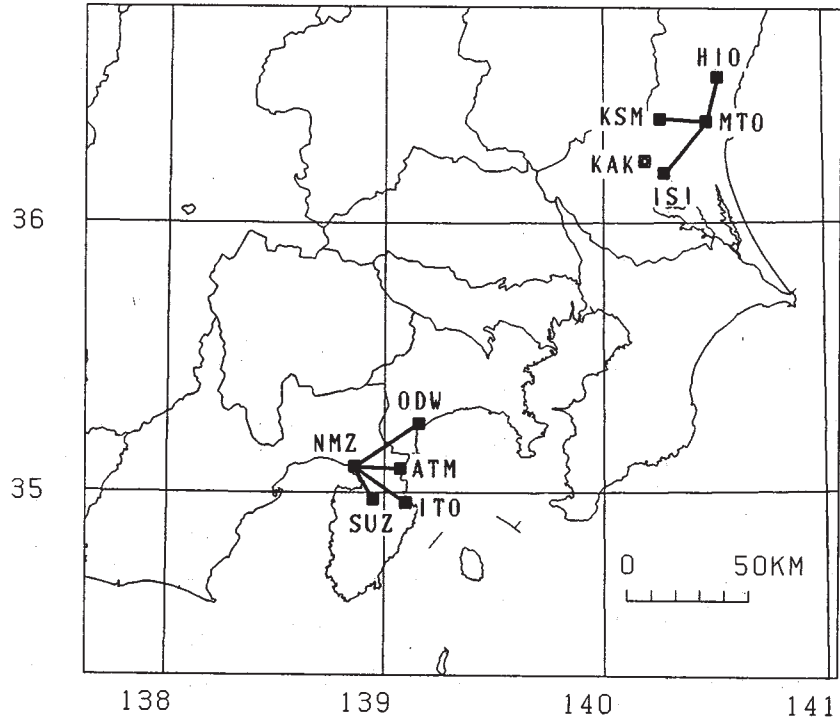 HIO
KSM
MTO
KAK
ISI
36
ODW
NMZ
ATM
35
ITO
SUZ
0 50KM
138 139 140 141